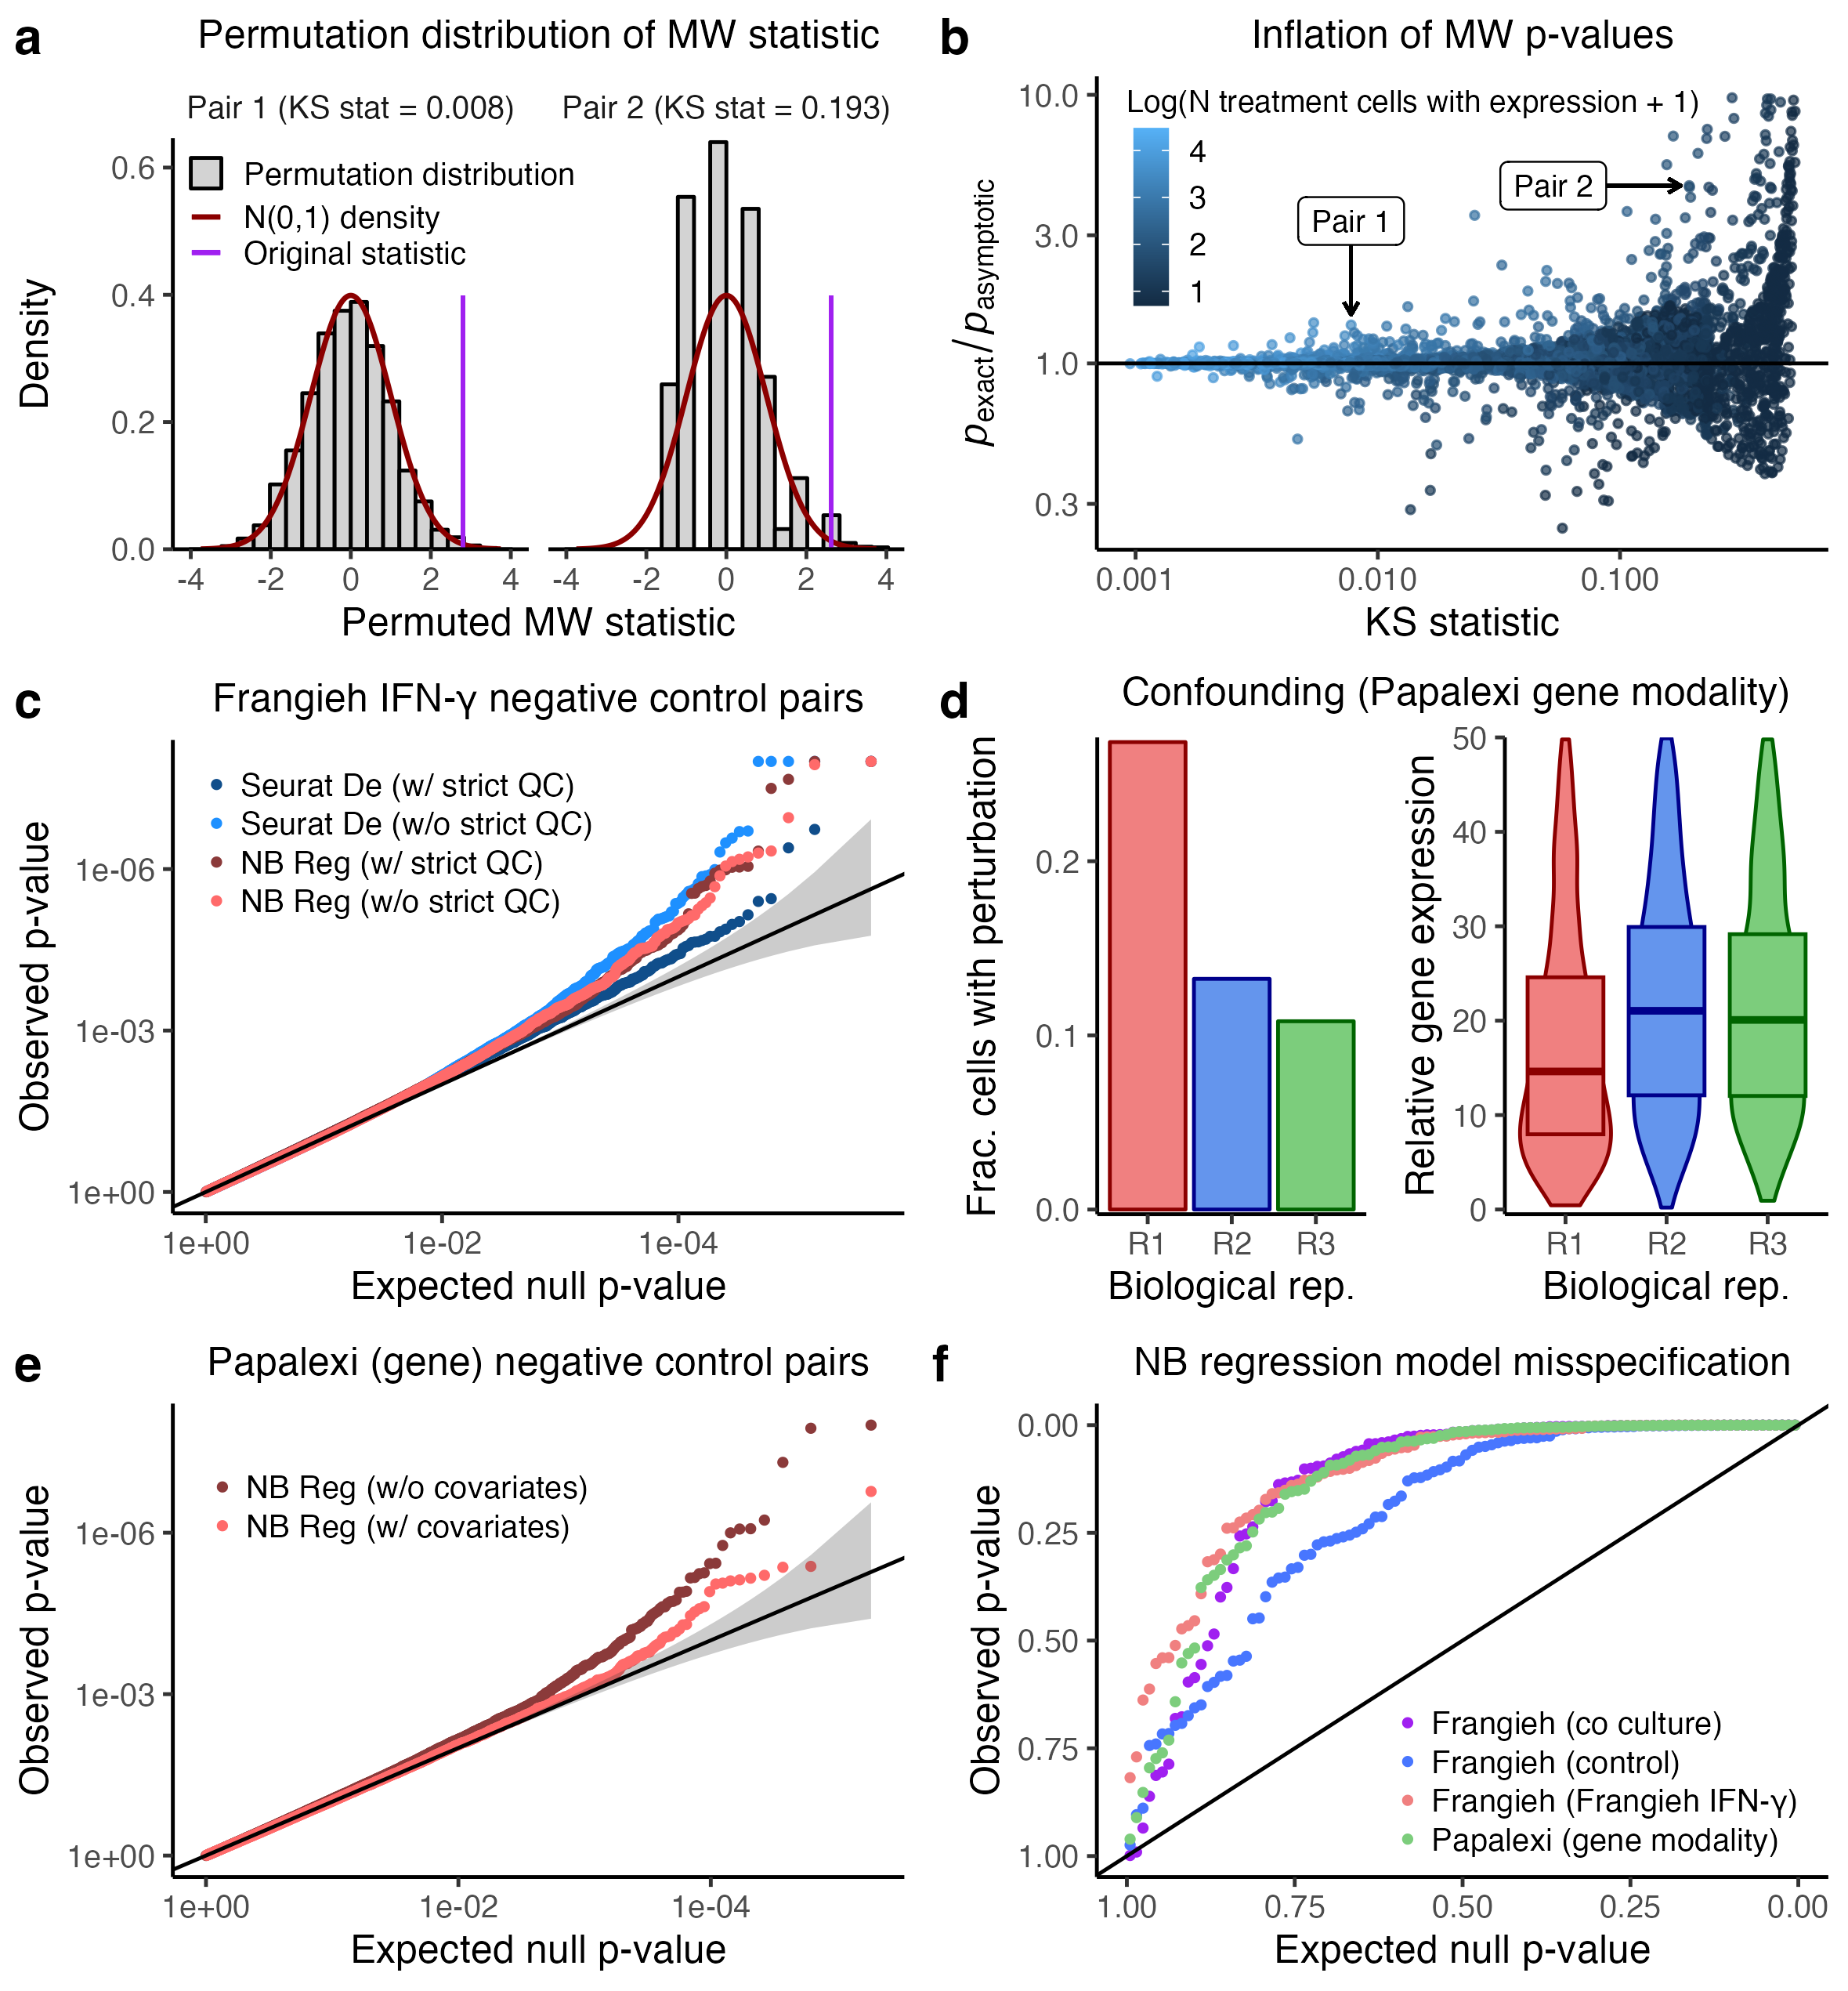 a
Permutation distribution of MW statistic
Pair 1 (KS stat = 0.008)
Pair 2 (KS stat = 0.193)
Permutation distribution
N(0,1) density
Original statistic
Density
0.6
0.4
0.2
0.0
-4 -2 0 2 4
-4 -2 0 2 4
Permuted MW statistic
b
Inflation of MW p-values
Log(N treatment cells with expression + 1)
4
3
2
1
Pair 1
Pair 2
p exact / p asymptotic
10.0
3.0
1.0
0.3
0.001 0.010 0.100
KS statistic
c
Frangieh IFN-γ negative control pairs
Seurat De (w/ strict QC)
Seurat De (w/o strict QC)
NB Reg (w/ strict QC)
NB Reg (w/o strict QC)
Observed p-value
1e-06
1e-03
1e+00
1e+00 1e-02 1e-04
Expected null p-value
d
Confounding (Papalexi gene modality)
Frac. cells with perturbation
0.2
0.1
0.0
R1 R2 R3
Biological rep.
Relative gene expression
50
40
30
20
10
0
R1 R2 R3
Biological rep.
e
Papalexi (gene) negative control pairs
NB Reg (w/o covariates)
NB Reg (w/ covariates)
Observed p-value
1e-06
1e-03
1e+00
1e+00 1e-02 1e-04
Expected null p-value
f
NB regression model misspecification
Observed p-value
0.00
0.25
0.50
0.75
1.00
Frangieh (co culture)
Frangieh (control)
Frangieh (Frangieh IFN-γ)
Papalexi (gene modality)
1.00 0.75 0.50 0.25 0.00
Expected null p-value